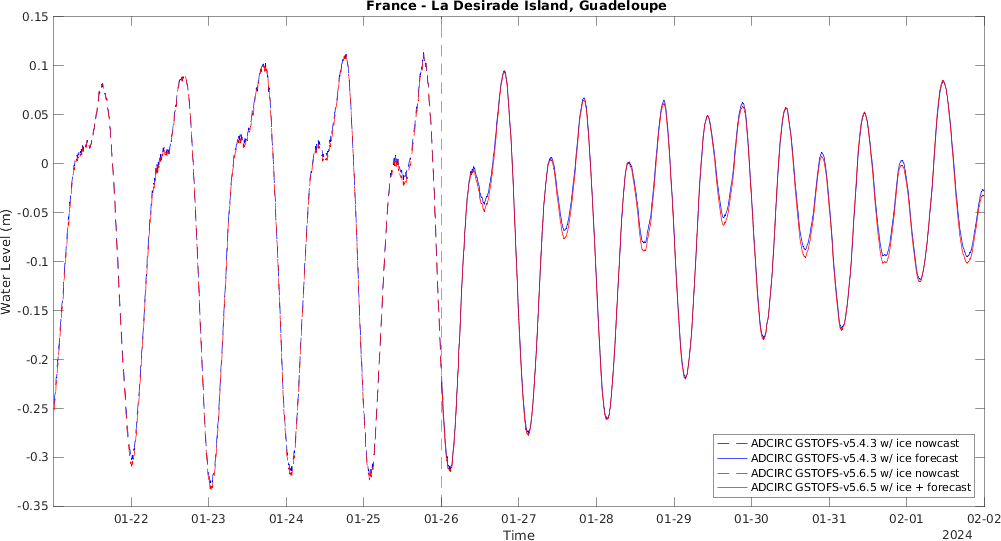 France - La Desirade Island, Guadeloupe
0.15
0.1
0.05
0
-0.05
-0.1
-0.15
-0.2
-0.25
-0.3
-0.35
Water Level (m)
ADCIRC GSTOFS-v5.4.3 w/ ice nowcast
ADCIRC GSTOFS-v5.4.3 w/ ice forecast
ADCIRC GSTOFS-v5.6.5 w/ ice nowcast
ADCIRC GSTOFS-v5.6.5 w/ ice + forecast
01-22 01-23 01-24 01-25 01-26 01-27 01-28 01-29 01-30 01-31 02-01 02-02
Time
2024